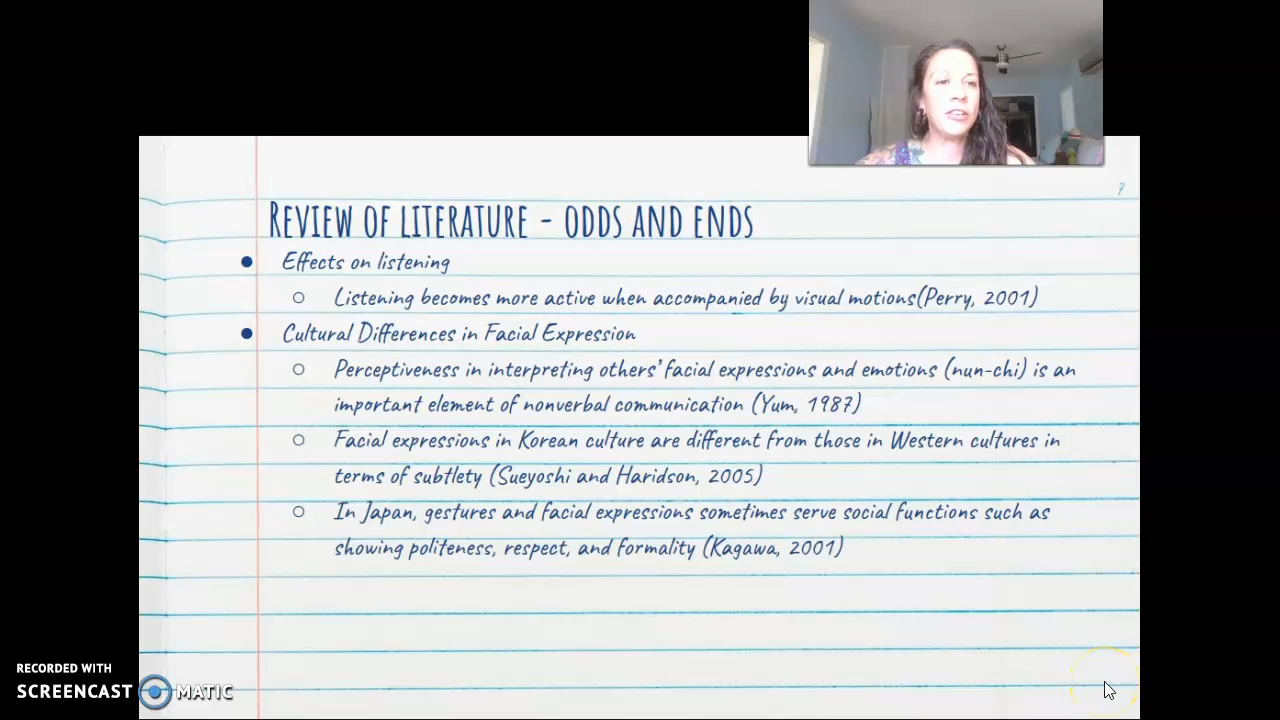 7
REVIEW OF LITERATURE - ODDS AND ENDS
● Effects on listening
○ Listening becomes more active when accompanied by visual motions(Perry, 2001)
● Cultural Differences in Facial Expression
○ Perceptiveness in interpreting others' facial expressions and emotions (nun-chi) is an
important element of nonverbal communication (Yum, 1987)
○ Facial expressions in Korean culture are different from those in Western cultures in
terms of subtlety (Sueyoshi and Haridson, 2005)
○ In Japan, gestures and facial expressions sometimes serve social functions such as
showing politeness, respect, and formality (Kagawa, 2001)
RECORDED WITH
SCREENCAST MATIC